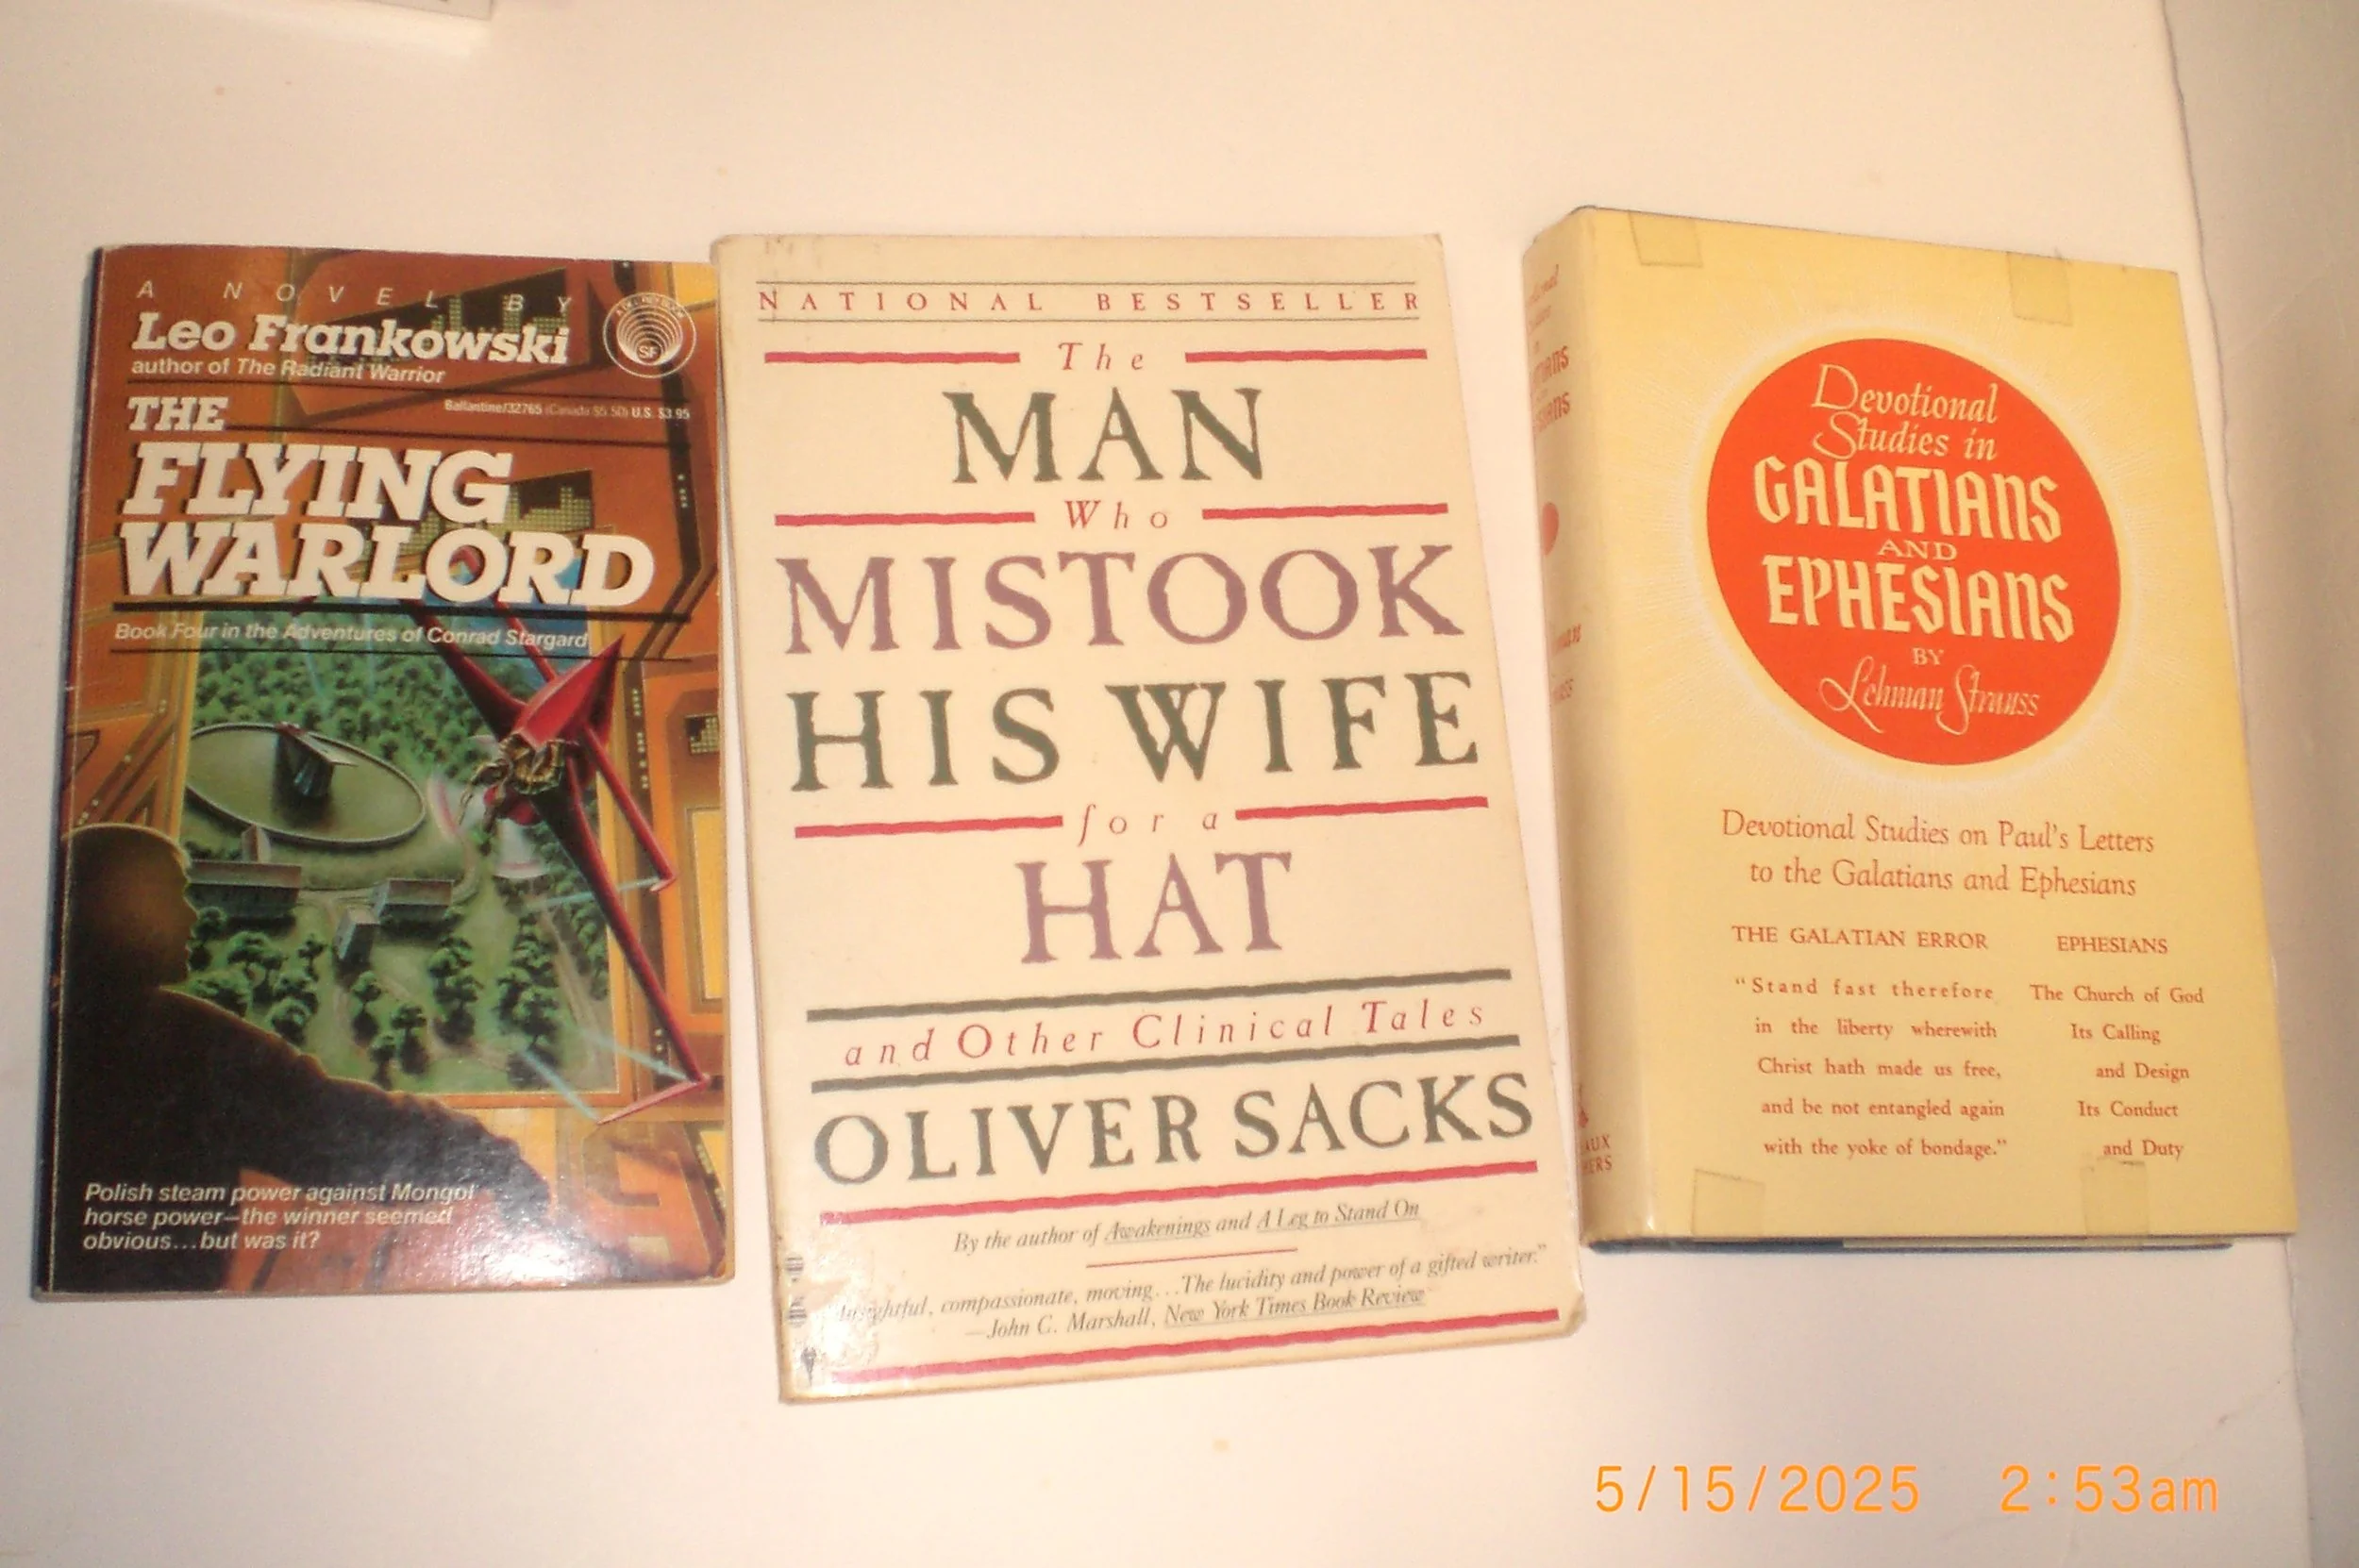 A NOVEL BY
Leo Frankowski
author of The Radiant Warrior
SF
Ballantine/32765 (Canada $5.50) U.S. $3.95
THE
FLYING
WARLORD
Book Four in the Adventures of Conrad Stargard
Polish steam power against Mongol
horse power—the winner seemed
obvious...but was it?
NATIONAL BESTSELLER
The
MAN
Who
MISTOOK
HIS WIFE
for a
HAT
and Other Clinical Tales
OLIVER SACKS
By the author of Awakenings and A Leg to Stand On
compassionate, moving...The lucidity and power of a gifted writer."
—John C. Marshall, New York Times Book Review
Devotional
Studies in
GALATIANS
AND
EPHESIANS
BY
Lehman Strauss
Devotional Studies on Paul's Letters
to the Galatians and Ephesians
THE GALATIAN ERROR
"Stand fast therefore
in the liberty wherewith
Christ hath made us free,
and be not entangled again
with the yoke of bondage."
EPHESIANS
The Church of God
Its Calling
and Design
Its Conduct
and Duty
5/15/2025 2:53am